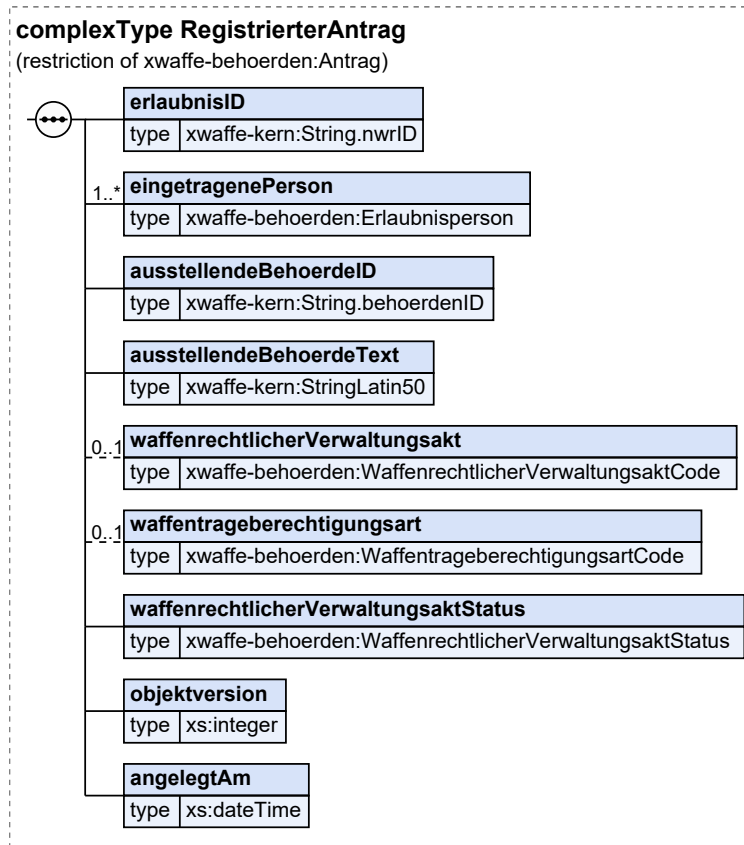 complexType RegistrierterAntrag
(restriction of xwaffe-behoerden:Antrag)
erlaubnisID
type xwaffe-kern:String.nwrID
1..* eingetragenePerson
type xwaffe-behoerden:Erlaubnisperson
ausstellendeBehoerdeID
type xwaffe-kern:String.behoerdenID
ausstellendeBehoerdeText
type xwaffe-kern:StringLatin50
0..1 waffenrechtlicherVerwaltungsakt
type xwaffe-behoerden:WaffenrechtlicherVerwaltungsaktCode
0..1 waffentrageberechtigungsart
type xwaffe-behoerden:WaffentrageberechtigungsartCode
waffenrechtlicherVerwaltungsaktStatus
type xwaffe-behoerden:WaffenrechtlicherVerwaltungsaktStatus
objektversion
type xs:integer
angelegtAm
type xs:dateTime